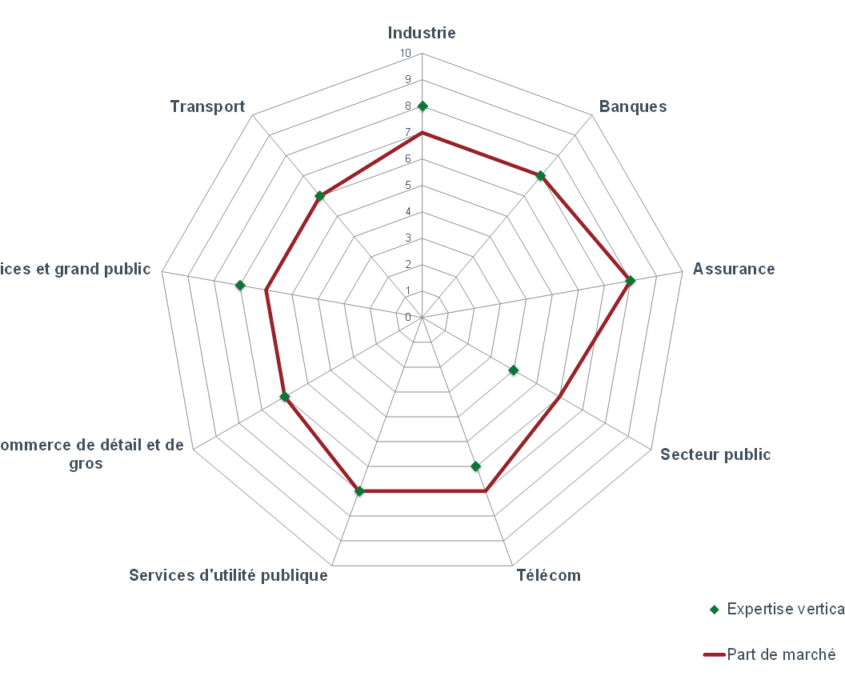 Industrie
10
9
8
7
6
5
4
3
2
1
0
Transport
Banques
ices et grand public
Assurance
ommerce de détail et de
gros
Secteur public
Services d'utilité publique
Télécom
Expertise vertica
Part de marché